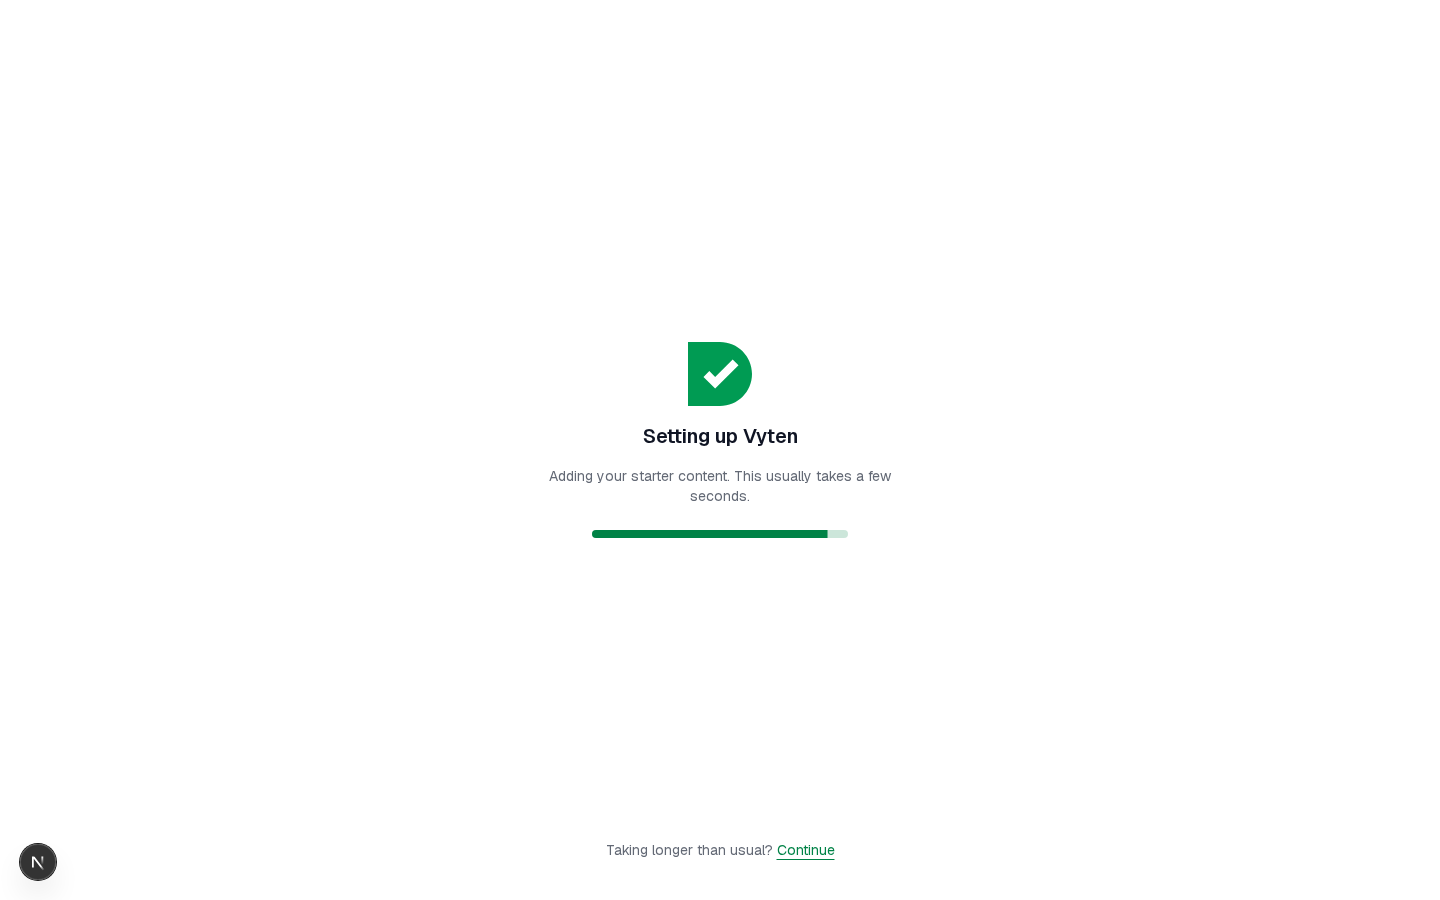 Setting up Vyten
Adding your starter content. This usually takes a few
seconds.
Taking longer than usual? Continue
N